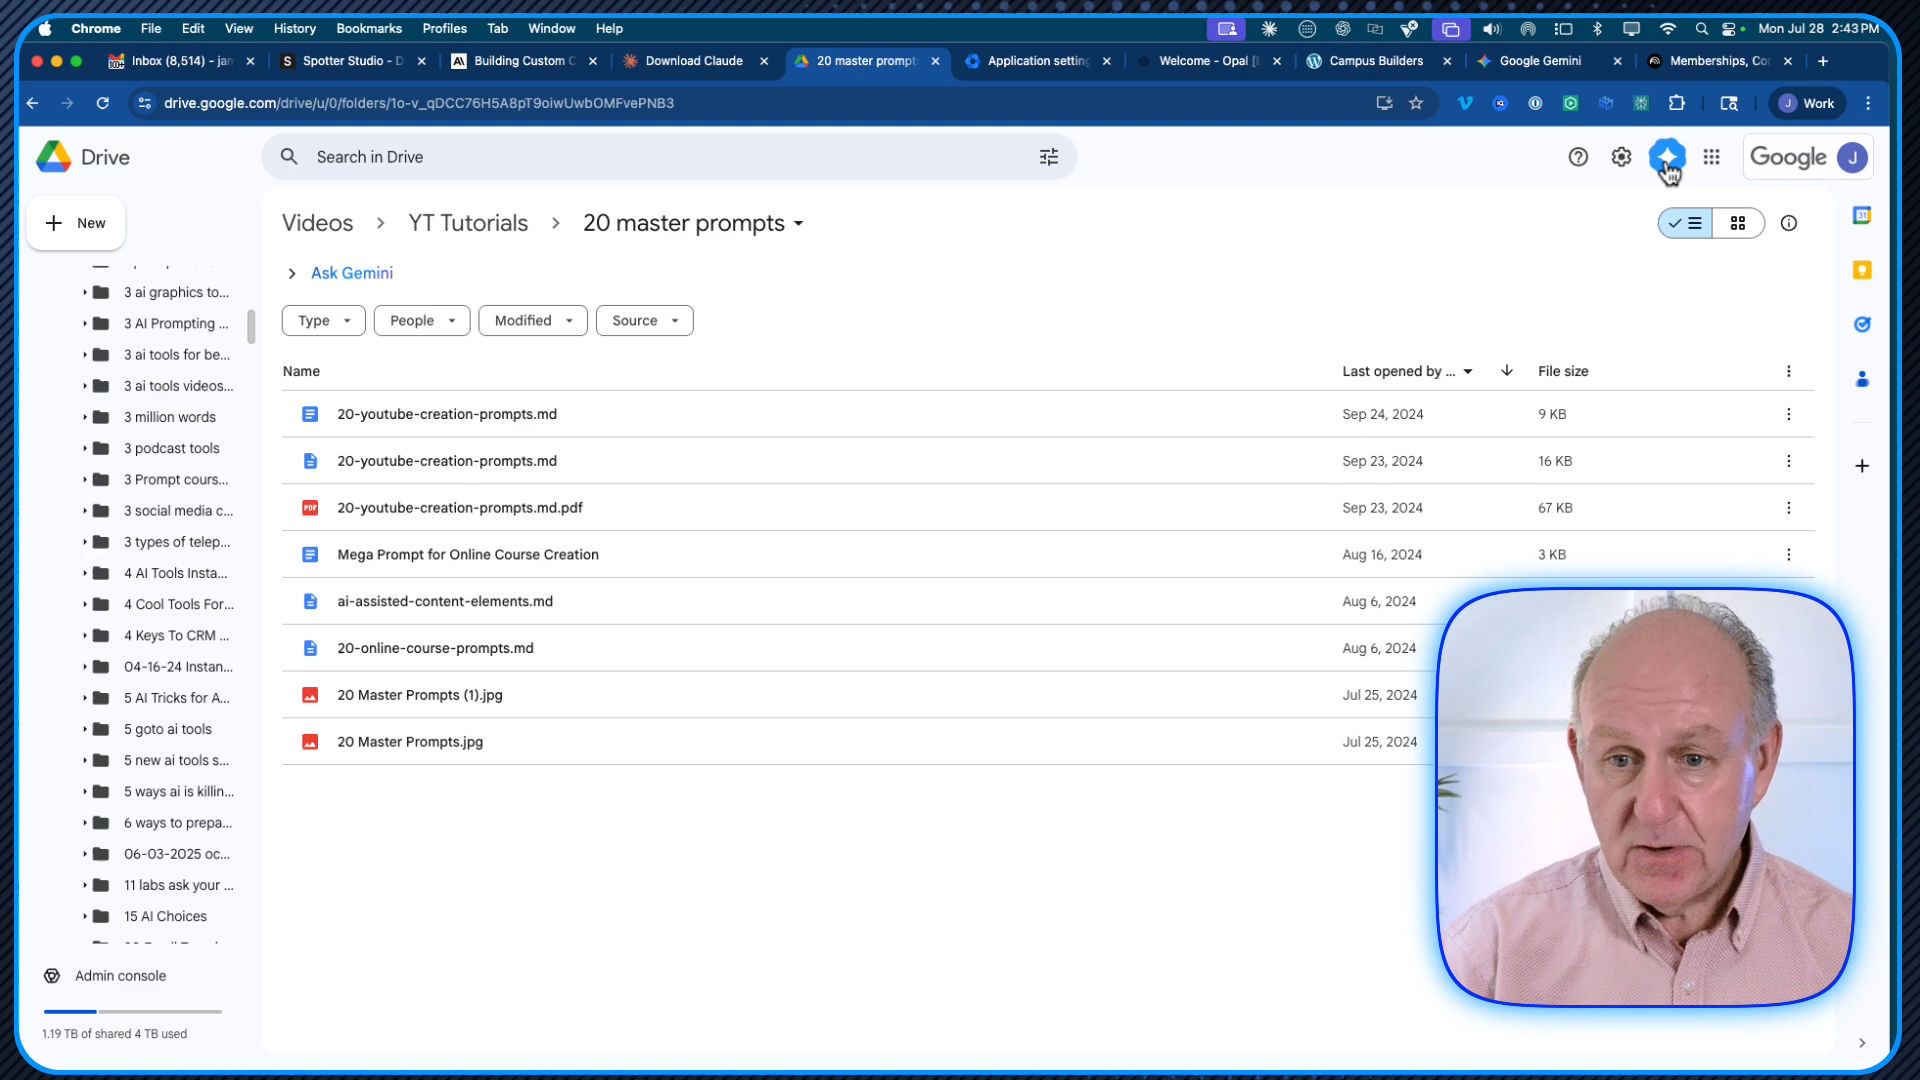 Chrome File Edit View History Bookmarks Profiles Tab Window Help Mon Jul 28 2:43 PM
Inbox (8,514) - jam Spotter Studio - D Building Custom C Download Claude 20 master prompt Application setting Welcome - Opal [ Campus Builders Google Gemini Memberships, Cor
drive.google.com/drive/u/0/folders/1o-v_qDCC76H5A8pT9oiwUwbOMFvePNB3 J Work
Drive
Search in Drive
Google J
New
Videos > YT Tutorials > 20 master prompts
Ask Gemini
Type People Modified Source
Name Last opened by ... File size
20-youtube-creation-prompts.md Sep 24, 2024 9 KB
20-youtube-creation-prompts.md Sep 23, 2024 16 KB
PDF 20-youtube-creation-prompts.md.pdf Sep 23, 2024 67 KB
Mega Prompt for Online Course Creation Aug 16, 2024 3 KB
ai-assisted-content-elements.md Aug 6, 2024
20-online-course-prompts.md Aug 6, 2024
20 Master Prompts (1).jpg Jul 25, 2024
20 Master Prompts.jpg Jul 25, 2024
3 ai graphics to...
3 AI Prompting ...
3 ai tools for be...
3 ai tools videos...
3 million words
3 podcast tools
3 Prompt cours...
3 social media c...
3 types of telep...
4 AI Tools Insta...
4 Cool Tools For...
4 Keys To CRM ...
04-16-24 Instan...
5 AI Tricks for A...
5 goto ai tools
5 new ai tools s...
5 ways ai is killin...
6 ways to prepa...
06-03-2025 oc...
11 labs ask your ...
15 AI Choices
Admin console
1.19 TB of shared 4 TB used
31